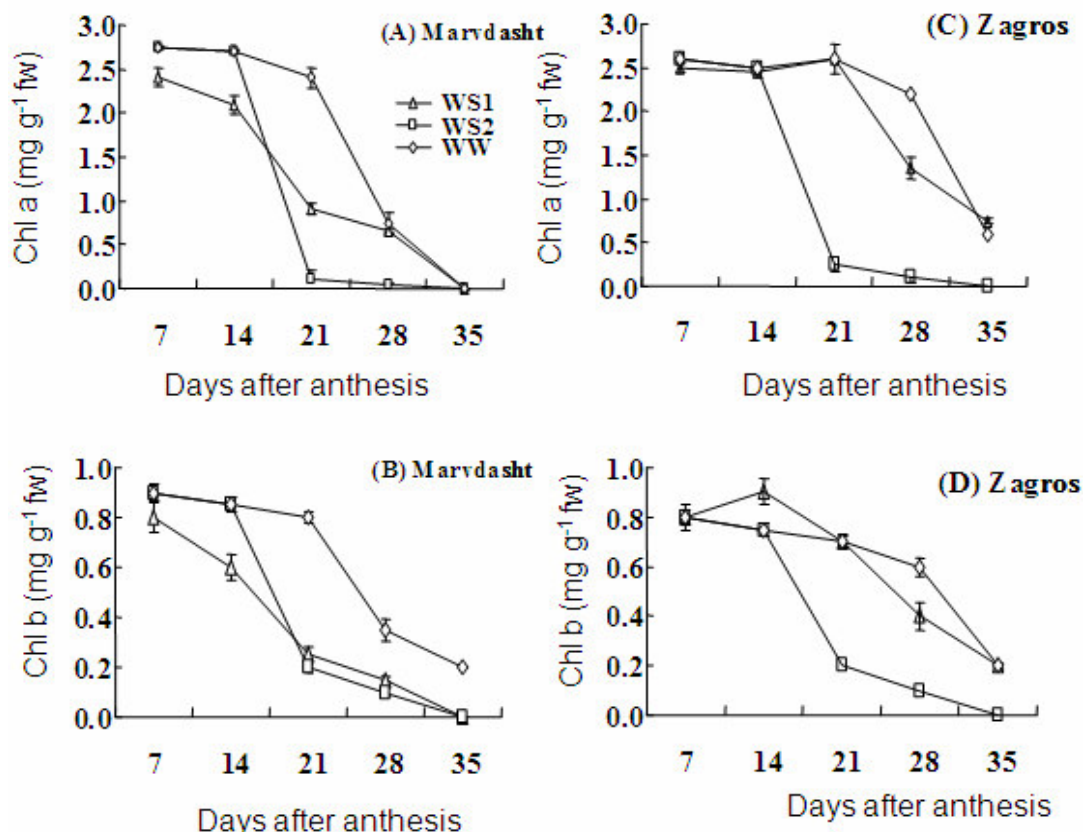 (A) Marvdasht
Chl a (mg g-1 fw)
3.0
2.5
2.0
1.5
1.0
0.5
0.0
WS1
WS2
WW
7 14 21 28 35
Days after anthesis
(C) Zagros
Chl a (mg g-1 fw)
3.0
2.5
2.0
1.5
1.0
0.5
0.0
7 14 21 28 35
Days after anthesis
(B) Marvdasht
Chl b (mg g-1 fw)
1.0
0.8
0.6
0.4
0.2
0.0
7 14 21 28 35
Days after anthesis
(D) Zagros
Chl b (mg g-1 fw)
1.0
0.8
0.6
0.4
0.2
0.0
7 14 21 28 35
Days after anthesis